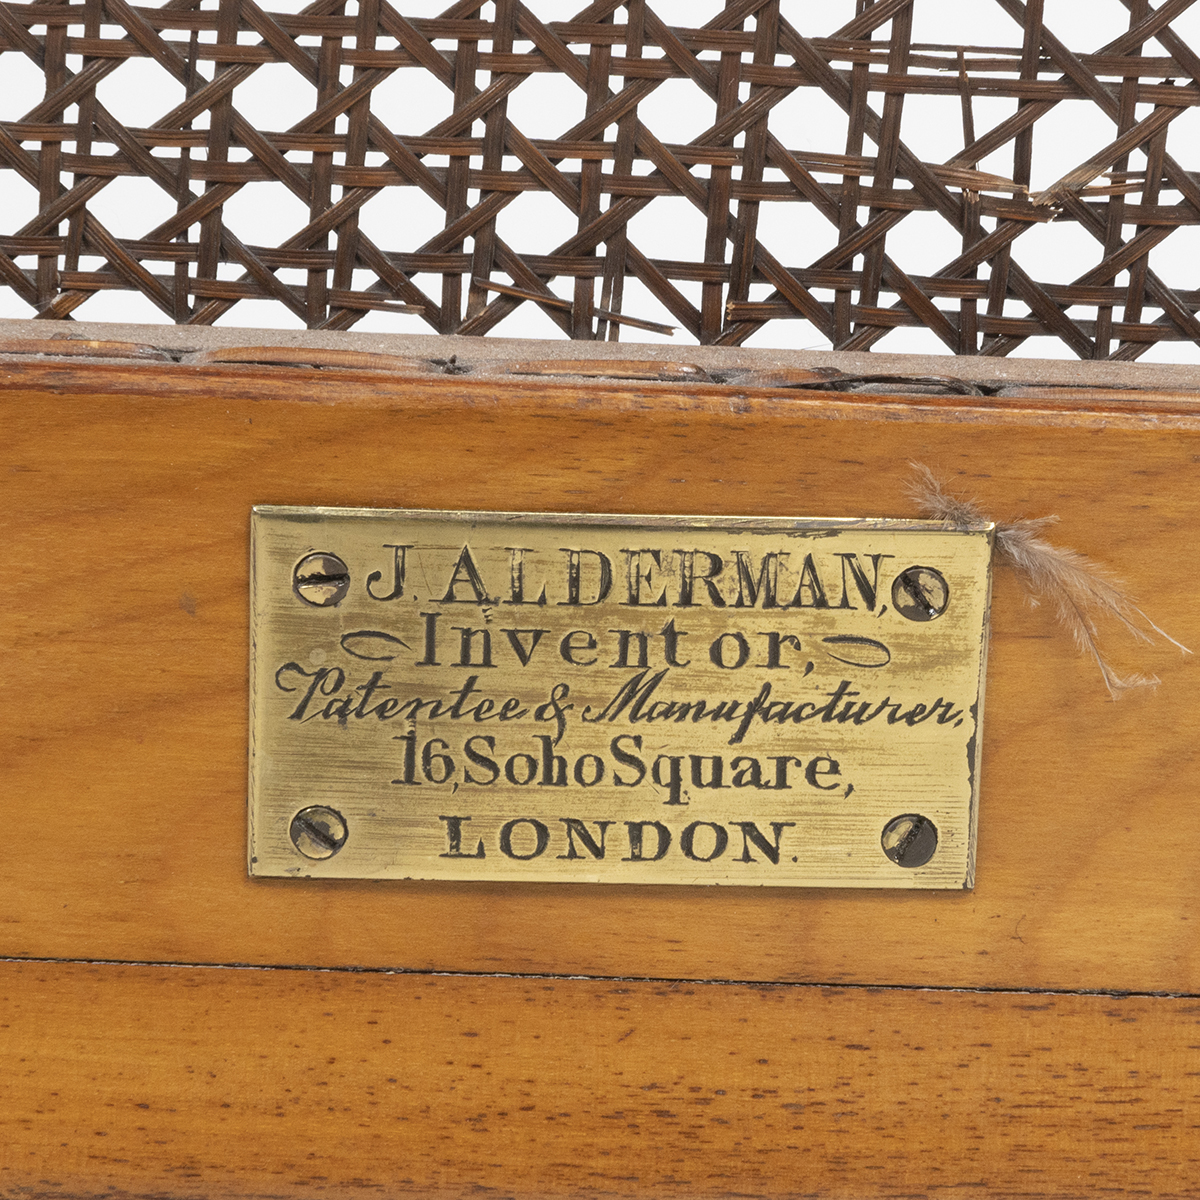 J. ALDERMAN,
Inventor,
Patentee & Manufacturer,
16, Soho Square,
LONDON.